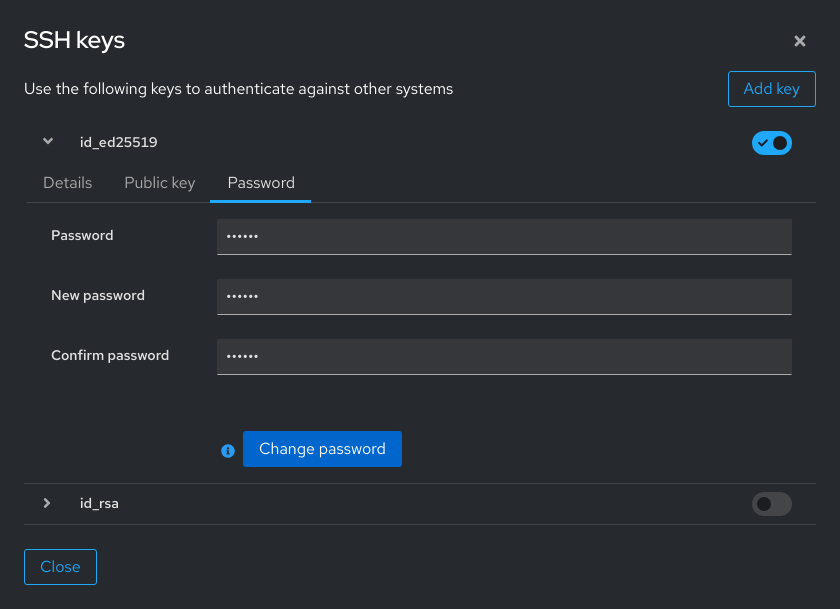 SSH keys
Use the following keys to authenticate against other systems
Add key
id_ed25519
Details Public key Password
Password ••••••
New password ••••••
Confirm password ••••••
Change password
id_rsa
Close